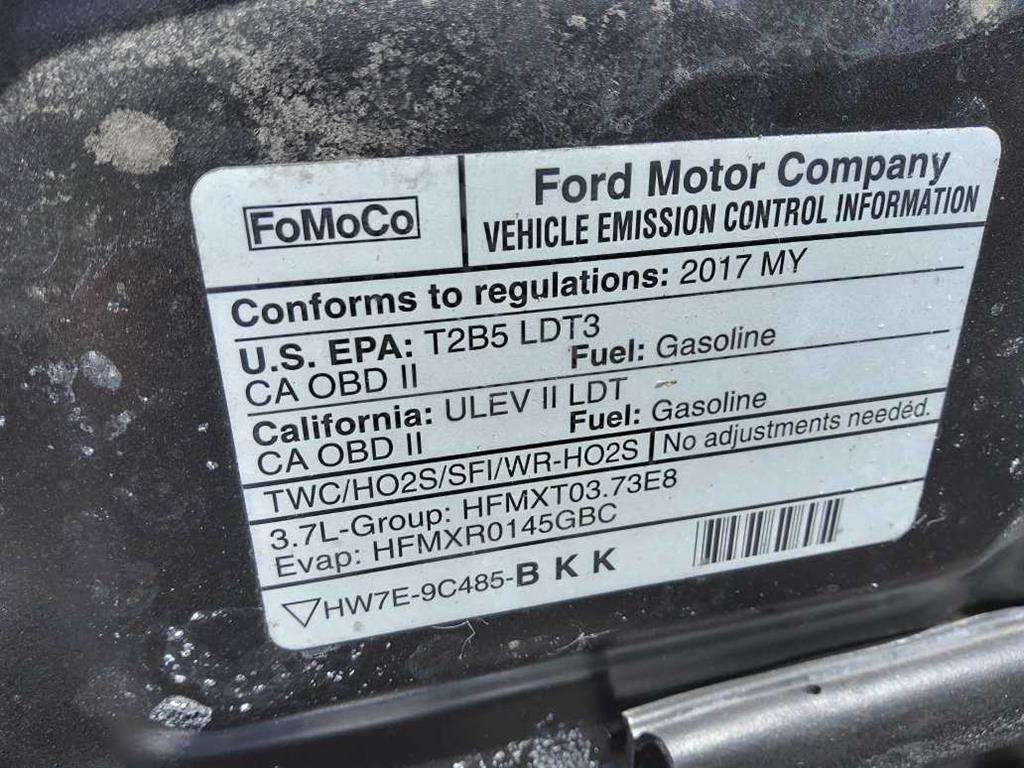 FoMoCo
Ford Motor Company
VEHICLE EMISSION CONTROL INFORMATION
Conforms to regulations: 2017 MY
U.S. EPA: T2B5 LDT3
CA OBD II Fuel: Gasoline
California: ULEV II LDT
CA OBD II Fuel: Gasoline
TWC/HO2S/SFI/WR-HO2S No adjustments needed.
3.7L-Group: HFMXT03.73E8
Evap: HFMXR0145GBC
HW7E-9C485-B K K